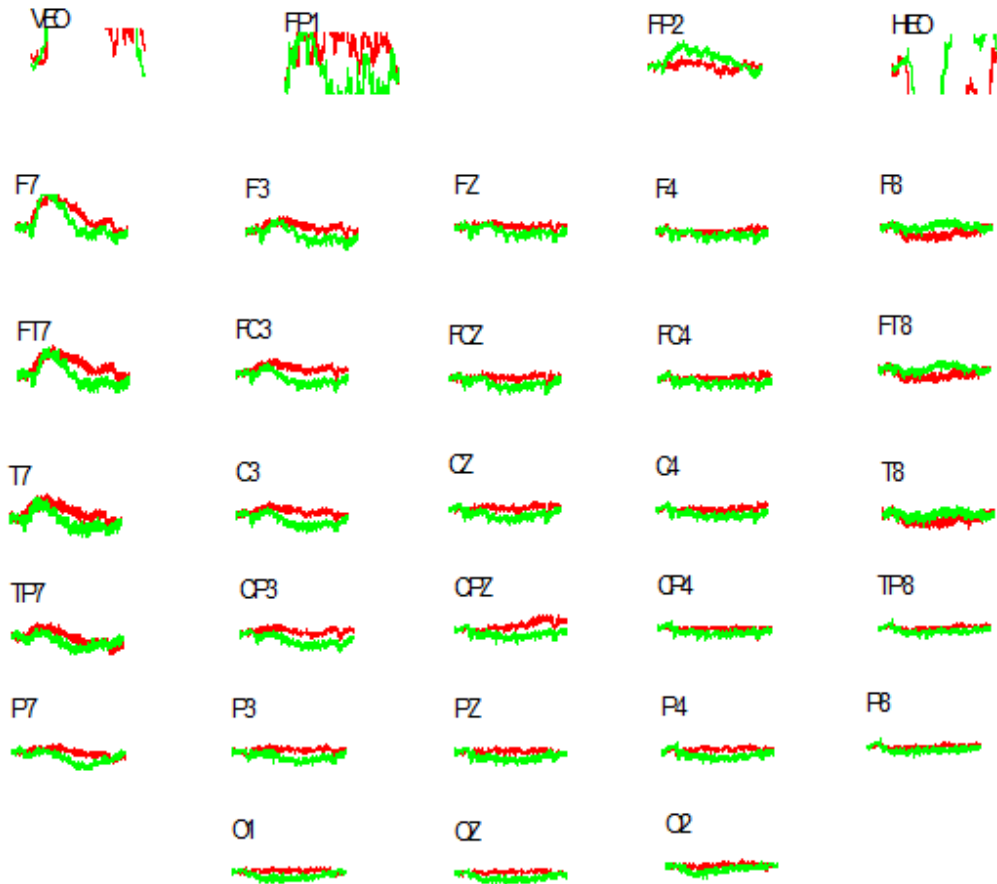 VEO FP1 FP2 HEO
F7 F3 FZ F4 F8
FT7 FC3 FCZ FC4 FT8
T7 C3 CZ C4 T8
TP7 CP3 CPZ CP4 TP8
P7 P3 PZ P4 P8
O1 OZ O2